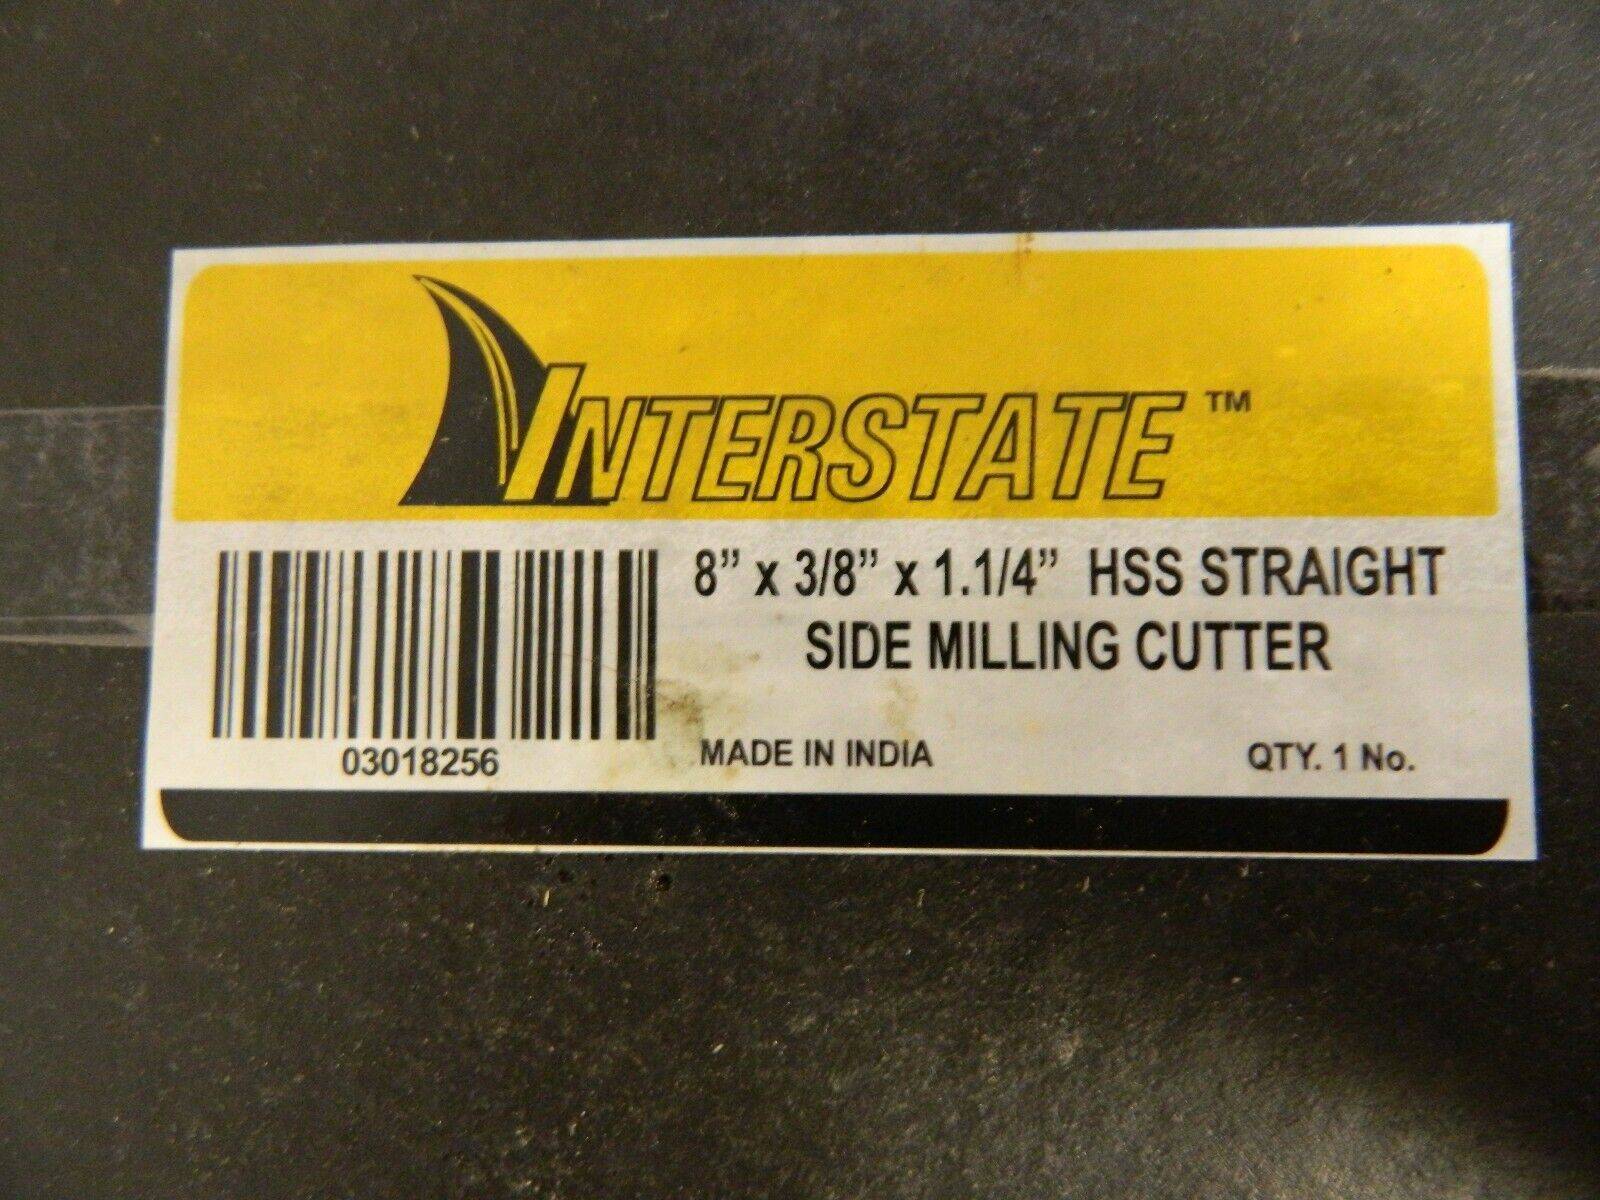 INTERSTATE™
8” x 3/8” x 1.1/4” HSS STRAIGHT
SIDE MILLING CUTTER
03018256
MADE IN INDIA
QTY. 1 No.